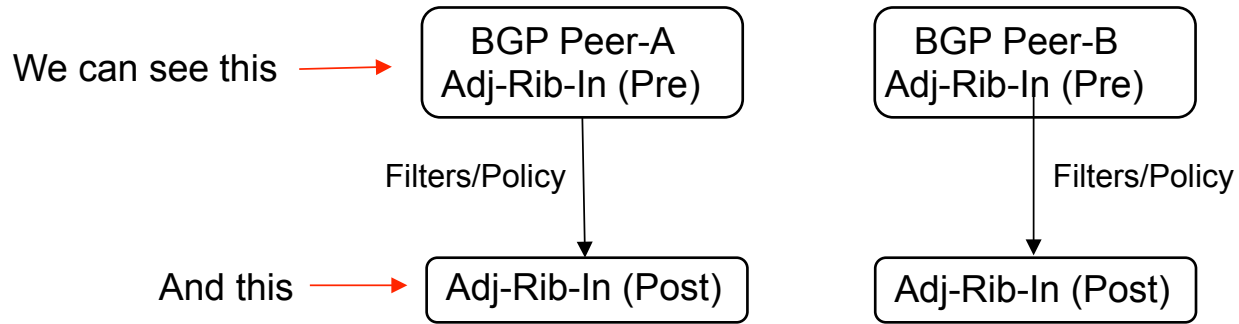 We can see this
BGP Peer-A
Adj-Rib-In (Pre)
BGP Peer-B
Adj-Rib-In (Pre)
Filters/Policy
Filters/Policy
And this
Adj-Rib-In (Post)
Adj-Rib-In (Post)